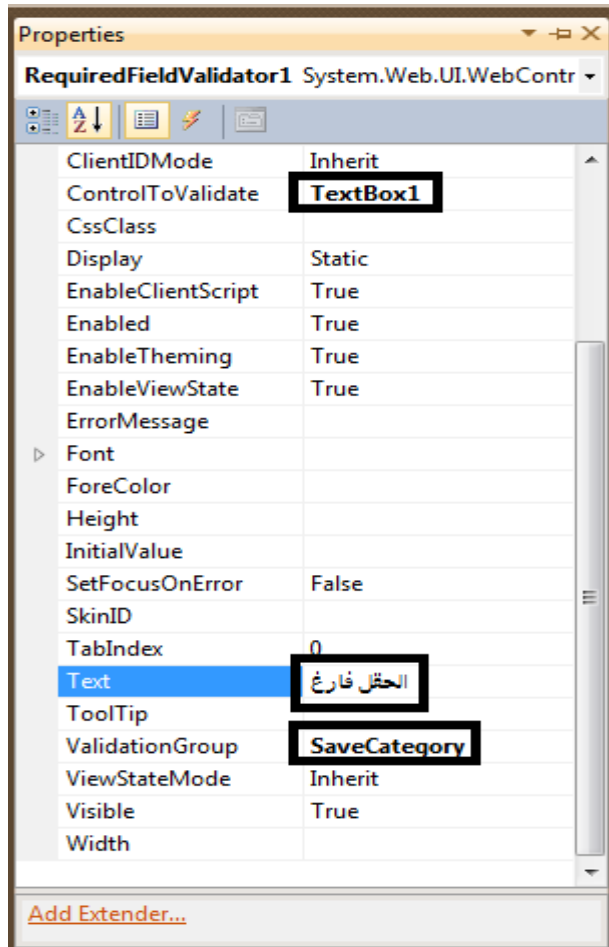 Properties
RequiredFieldValidator1 System.Web.UI.WebContr
ClientIDMode Inherit
ControlToValidate TextBox1
CssClass
Display Static
EnableClientScript True
Enabled True
EnableTheming True
EnableViewState True
ErrorMessage
Font
ForeColor
Height
InitialValue
SetFocusOnError False
SkinID
TabIndex 0
Text الحقل فارغ
ToolTip
ValidationGroup SaveCategory
ViewStateMode Inherit
Visible True
Width
Add Extender...